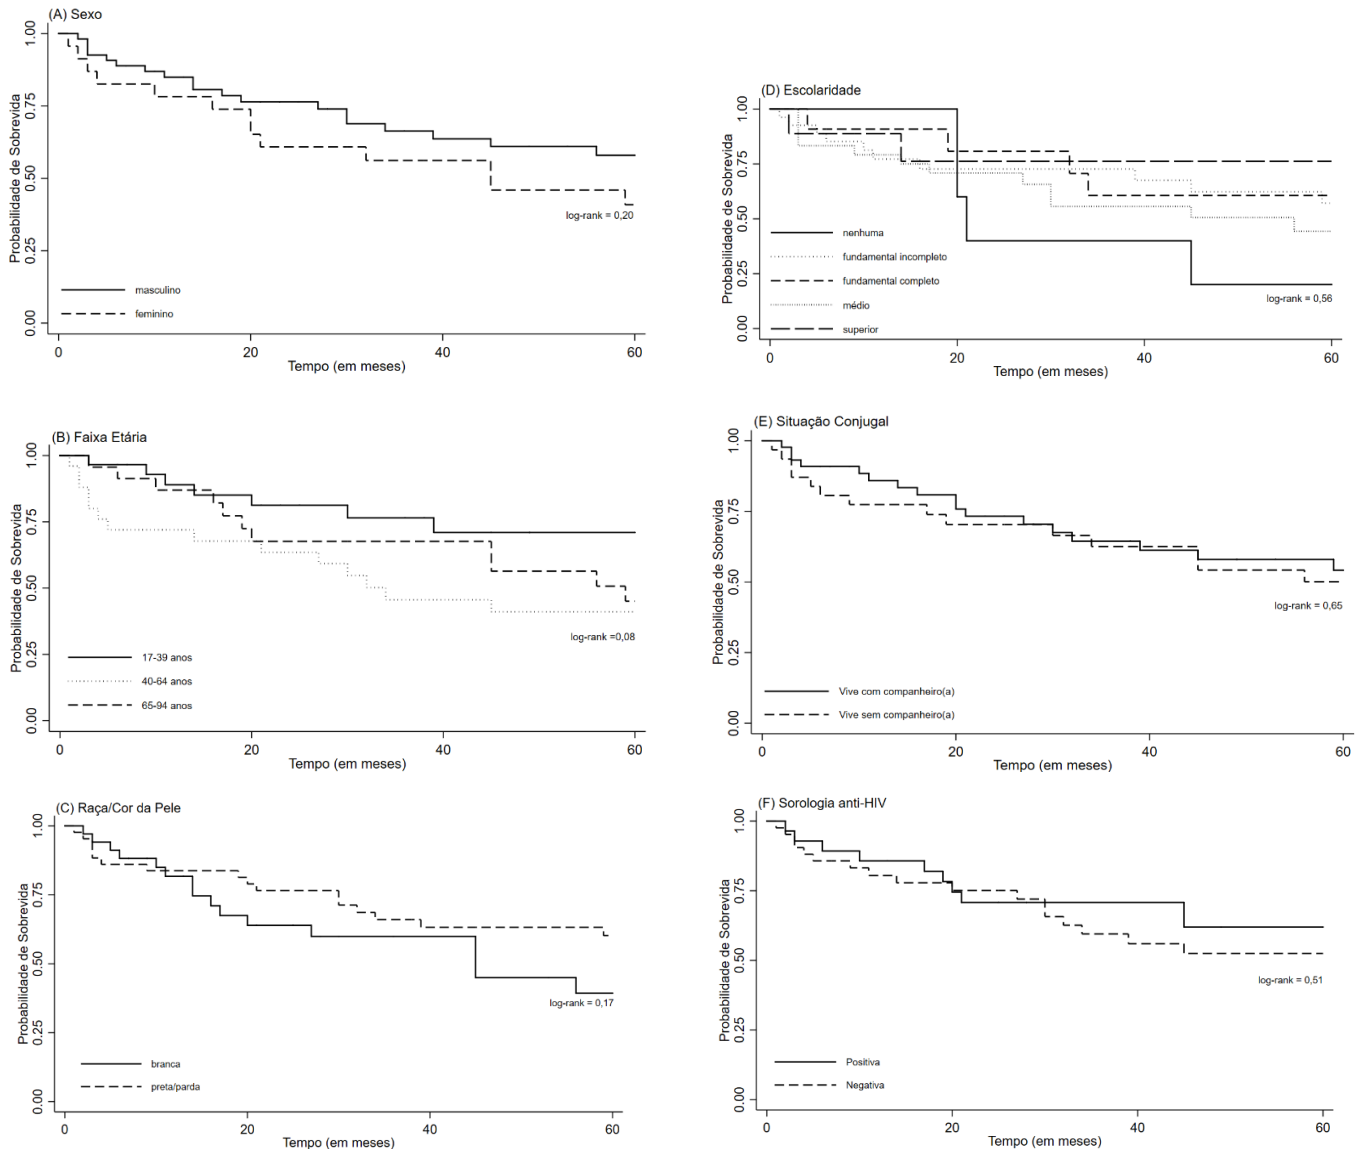 (A) Sexo
Probabilidade de Sobrevida
1.00
0.75
0.50
0.25
0.00
log-rank = 0,20
masculino
feminino
0 20 40 60
Tempo (em meses)
(B) Faixa Etária
Probabilidade de Sobrevida
1.00
0.75
0.50
0.25
0.00
log-rank =0,08
17-39 anos
40-64 anos
65-94 anos
0 20 40 60
Tempo (em meses)
(C) Raça/Cor da Pele
Probabilidade de Sobrevida
1.00
0.75
0.50
0.25
0.00
log-rank = 0,17
branca
preta/parda
0 20 40 60
Tempo (em meses)
(D) Escolaridade
Probabilidade de Sobrevida
1.00
0.75
0.50
0.25
0.00
nenhuma
fundamental incompleto
fundamental completo
médio
superior
log-rank = 0,56
0 20 40 60
Tempo (em meses)
(E) Situação Conjugal
Probabilidade de Sobrevida
1.00
0.75
0.50
0.25
0.00
log-rank = 0,65
Vive com companheiro(a)
Vive sem companheiro(a)
0 20 40 60
Tempo (em meses)
(F) Sorologia anti-HIV
Probabilidade de Sobrevida
1.00
0.75
0.50
0.25
0.00
log-rank = 0,51
Positiva
Negativa
0 20 40 60
Tempo (em meses)